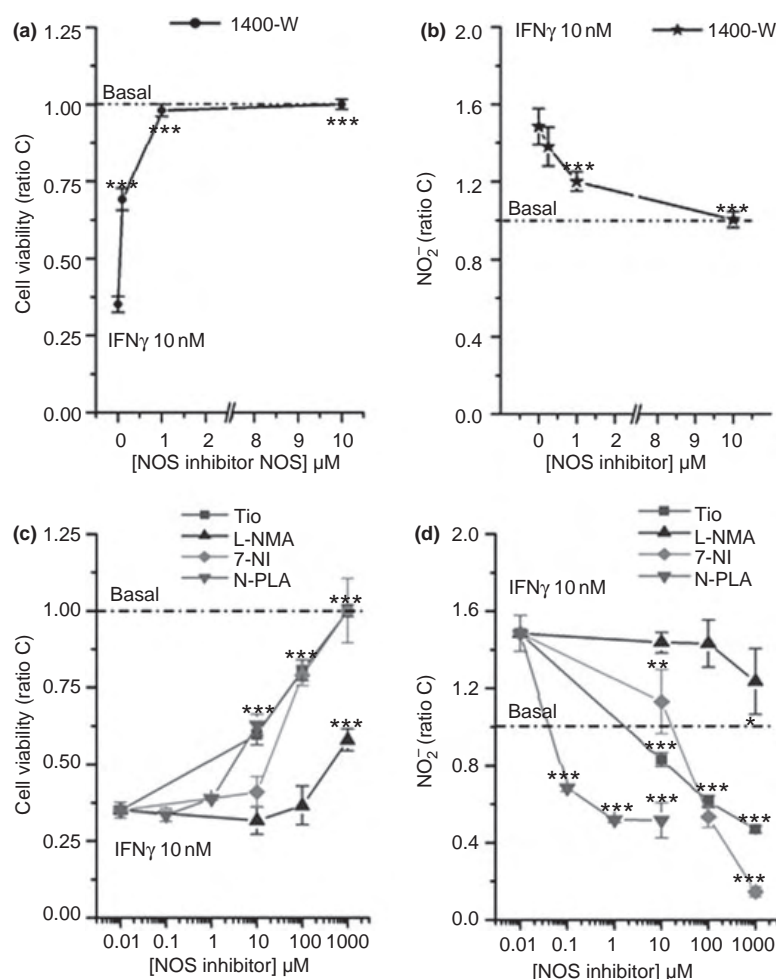 (a)
1400-W
Basal
***
***
***
IFNγ 10 nM
Cell viability (ratio C)
1.25
1.00
0.75
0.50
0.25
0.00
0 1 2 8 9 10
[NOS inhibitor NOS] μM
(b)
IFNγ 10 nM
1400-W
***
***
Basal
NO₂⁻ (ratio C)
2.0
1.6
1.2
0.8
0.4
0.0
0 1 2 8 9 10
[NOS inhibitor] μM
(c)
Tio
L-NMA
7-NI
N-PLA
Basal
***
***
***
***
IFNγ 10 nM
Cell viability (ratio C)
1.25
1.00
0.75
0.50
0.25
0.00
0.01 0.1 1 10 100 1000
[NOS inhibitor] μM
(d)
Tio
L-NMA
7-NI
N-PLA
IFNγ 10 nM
**
Basal
*
***
***
***
***
***
***
***
NO₂⁻ (ratio C)
2.0
1.6
1.2
0.8
0.4
0.0
0.01 0.1 1 10 100 1000
[NOS inhibitor] μM